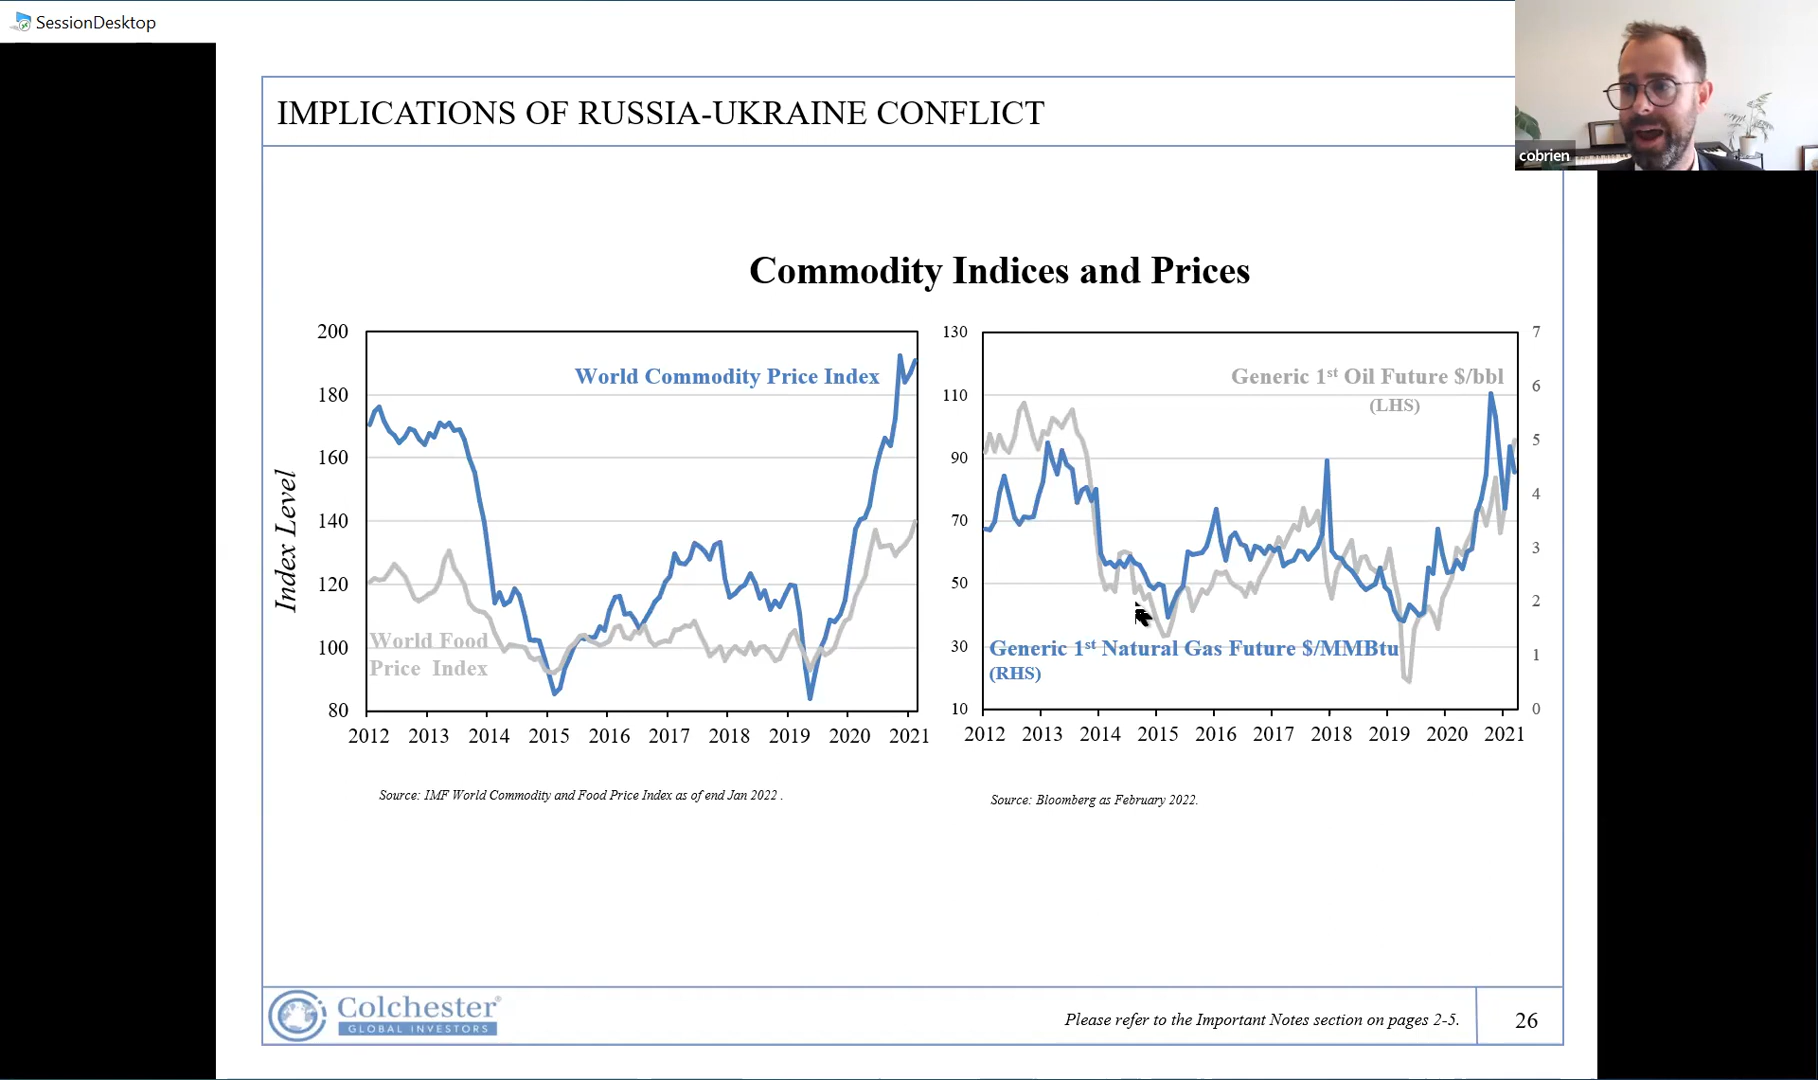 SessionDesktop
cobrien
IMPLICATIONS OF RUSSIA-UKRAINE CONFLICT
Commodity Indices and Prices
Index Level
200
180
160
140
120
100
80
World Commodity Price Index
World Food
Price Index
2012 2013 2014 2015 2016 2017 2018 2019 2020 2021
Source: IMF World Commodity and Food Price Index as of end Jan 2022 .
130
110
90
70
50
30
10
Generic 1st Oil Future $/bbl
(LHS)
Generic 1st Natural Gas Future $/MMBtu
(RHS)
7
6
5
4
3
2
1
0
2012 2013 2014 2015 2016 2017 2018 2019 2020 2021
Source: Bloomberg as February 2022.
Colchester®
GLOBAL INVESTORS
Please refer to the Important Notes section on pages 2-5.
26